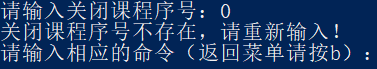 请输入关闭课程序号：0
关闭课程序号不存在，请重新输入！
请输入相应的命令（返回菜单请按b）：